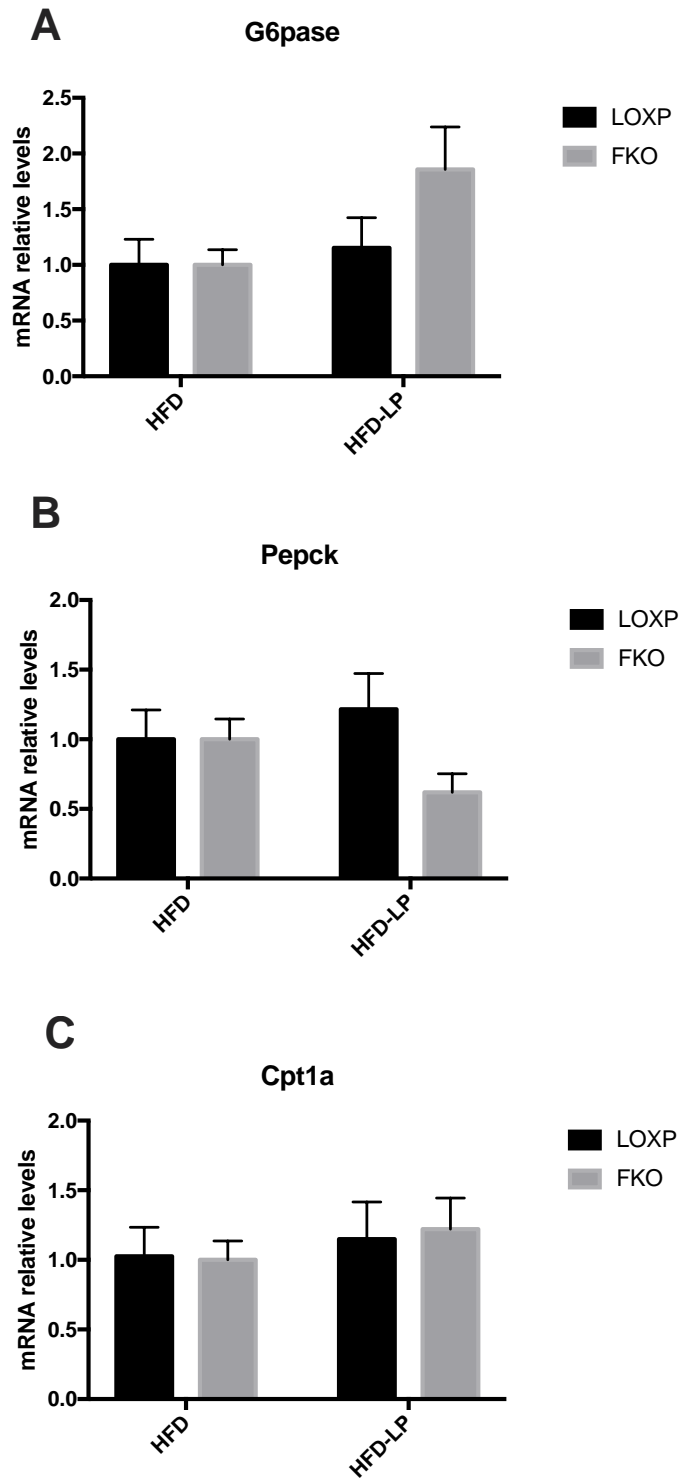 A
G6pase
mRNA relative levels
2.5
2.0
1.5
1.0
0.5
0.0
HFD
HFD-LP
LOXP
FKO
B
Pepck
mRNA relative levels
2.0
1.5
1.0
0.5
0.0
HFD
HFD-LP
LOXP
FKO
C
Cpt1a
mRNA relative levels
2.0
1.5
1.0
0.5
0.0
HFD
HFD-LP
LOXP
FKO